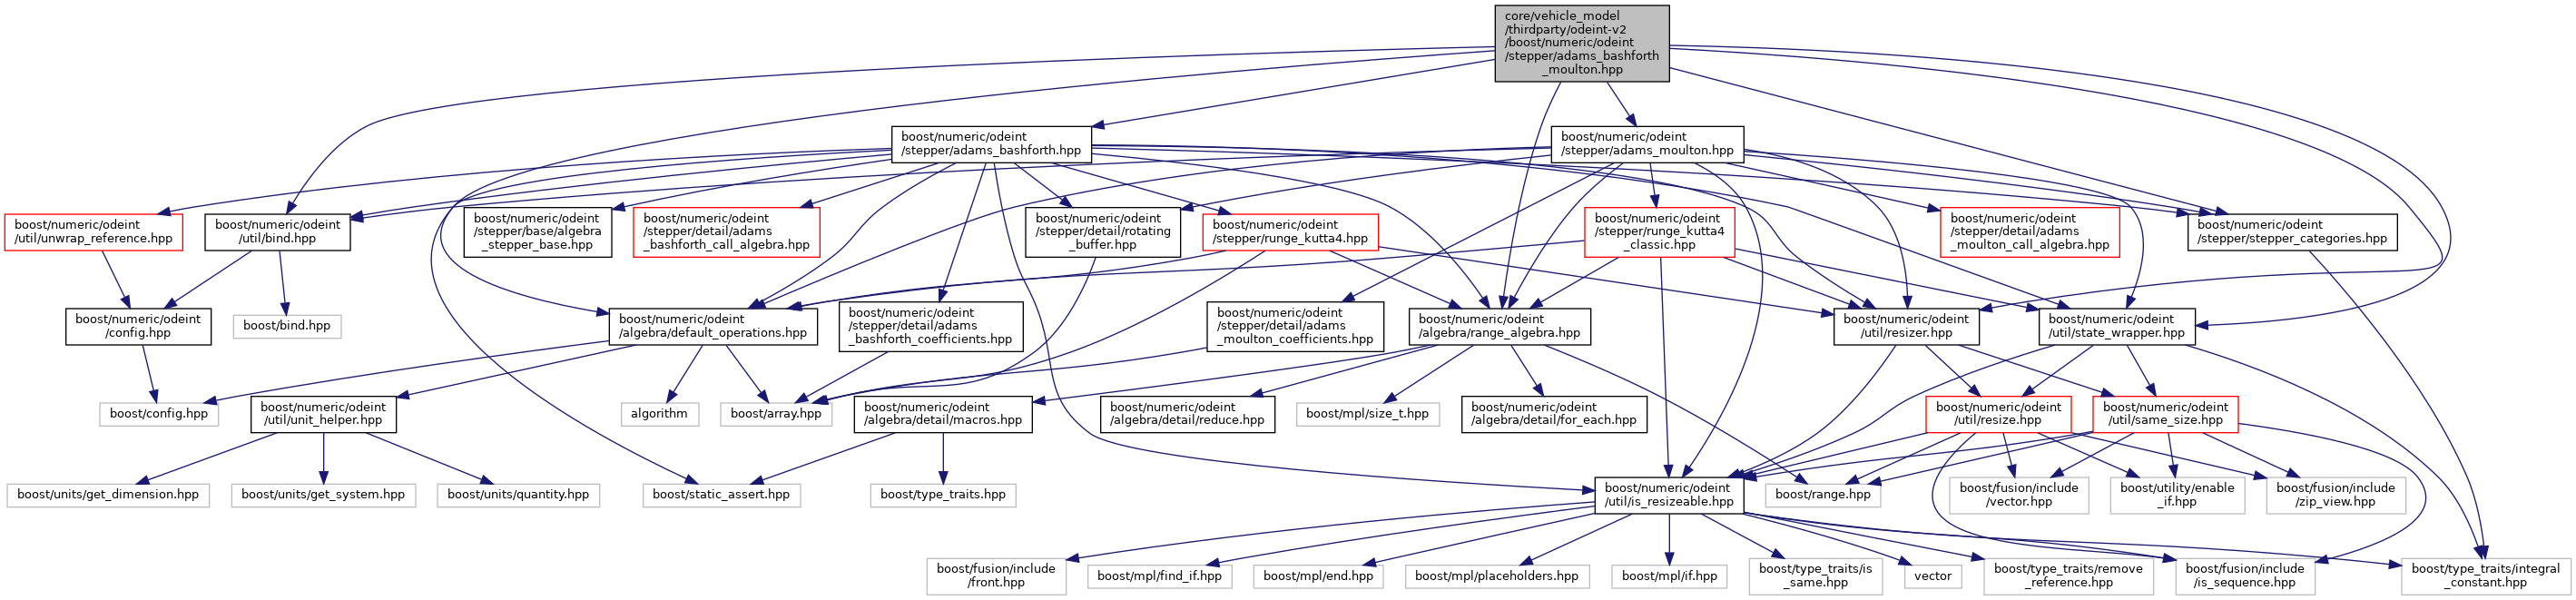 core/vehicle_model
/thirdparty/odeint-v2
/boost/numeric/odeint
/stepper/adams_bashforth
_moulton.hpp
boost/numeric/odeint
/stepper/adams_bashforth.hpp
boost/numeric/odeint
/stepper/adams_moulton.hpp
boost/numeric/odeint
/util/unwrap_reference.hpp
boost/numeric/odeint
/util/bind.hpp
boost/numeric/odeint
/stepper/base/algebra
_stepper_base.hpp
boost/numeric/odeint
/stepper/detail/adams
_bashforth_call_algebra.hpp
boost/numeric/odeint
/stepper/detail/rotating
_buffer.hpp
boost/numeric/odeint
/stepper/runge_kutta4.hpp
boost/numeric/odeint
/stepper/runge_kutta4
_classic.hpp
boost/numeric/odeint
/stepper/detail/adams
_moulton_call_algebra.hpp
boost/numeric/odeint
/stepper/stepper_categories.hpp
boost/numeric/odeint
/config.hpp
boost/bind.hpp
boost/numeric/odeint
/algebra/default_operations.hpp
boost/numeric/odeint
/stepper/detail/adams
_bashforth_coefficients.hpp
boost/numeric/odeint
/stepper/detail/adams
_moulton_coefficients.hpp
boost/numeric/odeint
/algebra/range_algebra.hpp
boost/numeric/odeint
/util/resizer.hpp
boost/numeric/odeint
/util/state_wrapper.hpp
boost/config.hpp
boost/numeric/odeint
/util/unit_helper.hpp
algorithm
boost/array.hpp
boost/numeric/odeint
/algebra/detail/macros.hpp
boost/numeric/odeint
/algebra/detail/reduce.hpp
boost/mpl/size_t.hpp
boost/numeric/odeint
/algebra/detail/for_each.hpp
boost/numeric/odeint
/util/resize.hpp
boost/numeric/odeint
/util/same_size.hpp
boost/units/get_dimension.hpp
boost/units/get_system.hpp
boost/units/quantity.hpp
boost/static_assert.hpp
boost/type_traits.hpp
boost/numeric/odeint
/util/is_resizeable.hpp
boost/range.hpp
boost/fusion/include
/vector.hpp
boost/utility/enable
_if.hpp
boost/fusion/include
/zip_view.hpp
boost/fusion/include
/front.hpp
boost/mpl/find_if.hpp
boost/mpl/end.hpp
boost/mpl/placeholders.hpp
boost/mpl/if.hpp
boost/type_traits/is
_same.hpp
vector
boost/type_traits/remove
_reference.hpp
boost/fusion/include
/is_sequence.hpp
boost/type_traits/integral
_constant.hpp